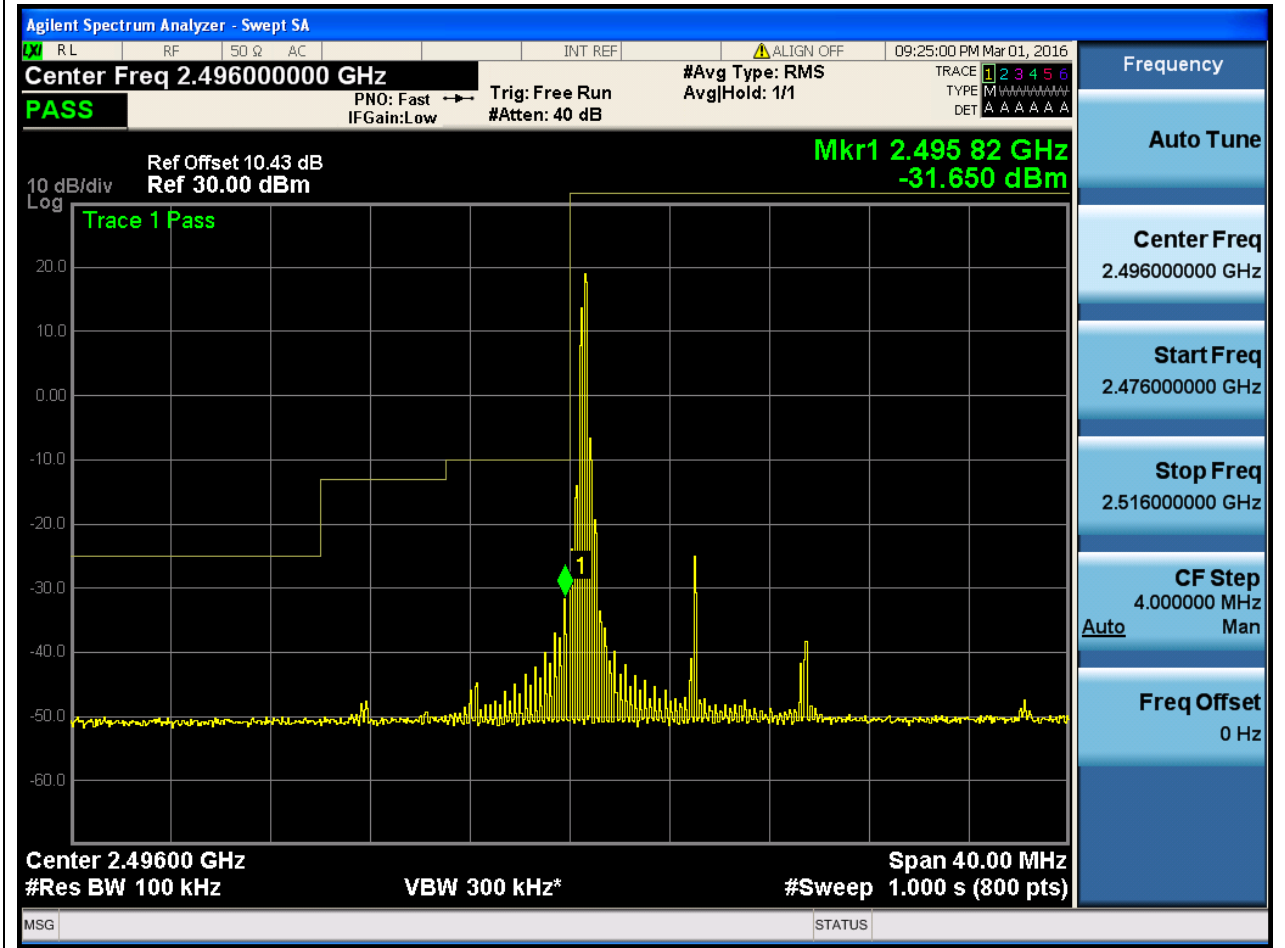 Agilent Spectrum Analyzer - Swept SA
LXI RL RF 50 Ω AC INT REF ALIGN OFF 09:25:00 PM Mar 01, 2016
Center Freq 2.496000000 GHz
PASS
PNO: Fast
IFGain:Low
Trig: Free Run
#Atten: 40 dB
#Avg Type: RMS
Avg|Hold: 1/1
TRACE 1 2 3 4 5 6
TYPE M WWWWWW
DET A A A A A A
Mkr1 2.495 82 GHz
-31.650 dBm
Ref Offset 10.43 dB
10 dB/div Ref 30.00 dBm
Log
Trace 1 Pass
20.0
10.0
0.00
-10.0
-20.0
-30.0
-40.0
-50.0
-60.0
1
Center 2.49600 GHz Span 40.00 MHz
#Res BW 100 kHz VBW 300 kHz* #Sweep 1.000 s (800 pts)
MSG STATUS
Frequency
Auto Tune
Center Freq
2.496000000 GHz
Start Freq
2.476000000 GHz
Stop Freq
2.516000000 GHz
CF Step
4.000000 MHz
Auto Man
Freq Offset
0 Hz